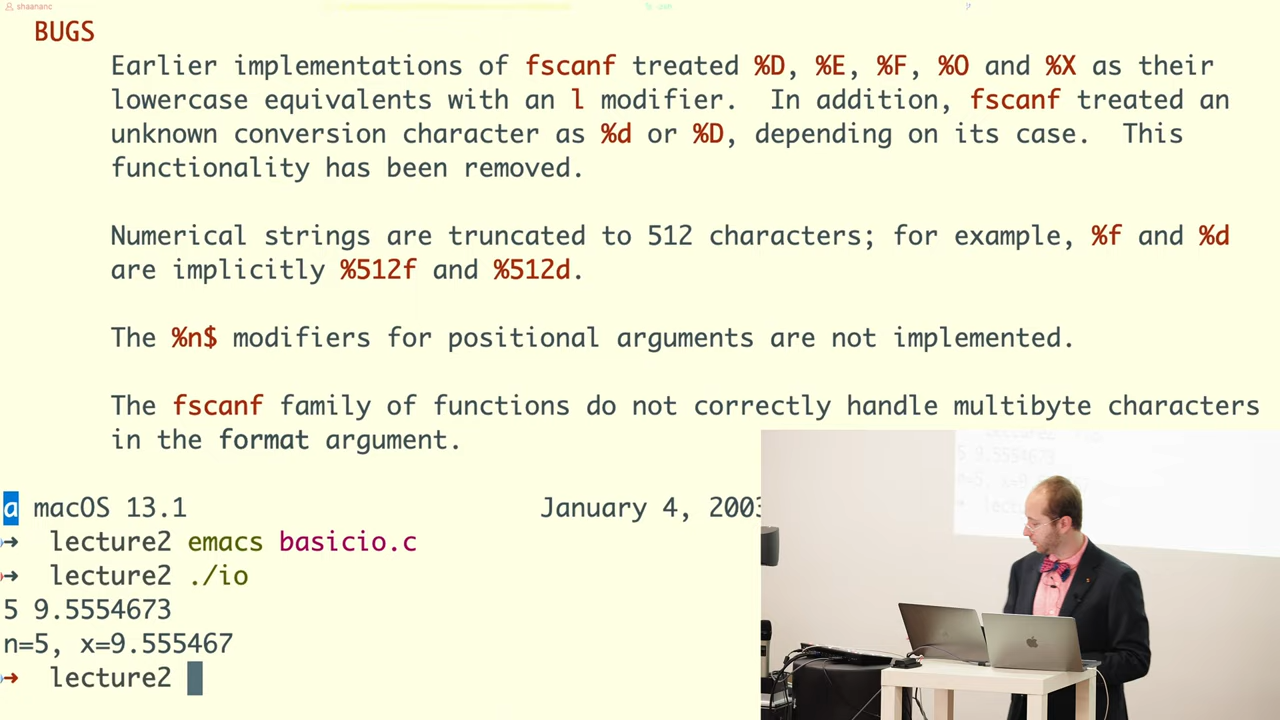 shaananc
BUGS
Earlier implementations of fscanf treated %D, %E, %F, %O and %X as their
lowercase equivalents with an l modifier.  In addition, fscanf treated an
unknown conversion character as %d or %D, depending on its case.  This
functionality has been removed.
Numerical strings are truncated to 512 characters; for example, %f and %d
are implicitly %512f and %512d.
The %n$ modifiers for positional arguments are not implemented.
The fscanf family of functions do not correctly handle multibyte characters
in the format argument.
a macOS 13.1 January 4, 2003
→ lecture2 emacs basicio.c
→ lecture2 ./io
5 9.5554673
n=5, x=9.555467
→ lecture2
5 9.5554673